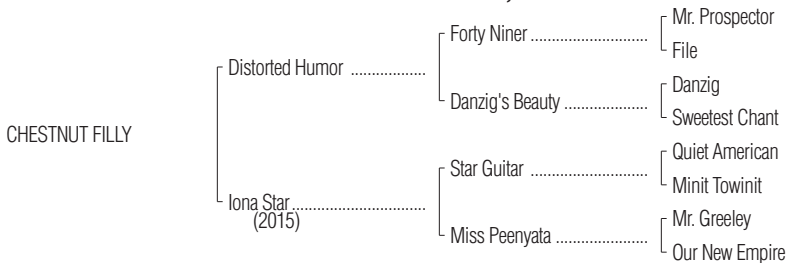 Mr. Prospector
Forty Niner ......................
File
Distorted Humor ..................
Danzig
Danzig's Beauty ....................
Sweetest Chant
CHESTNUT FILLY
Quiet American
Star Guitar ......................
Minit Towinit
Iona Star................................
(2015)
Mr. Greeley
Miss Peenyata ......................
Our New Empire